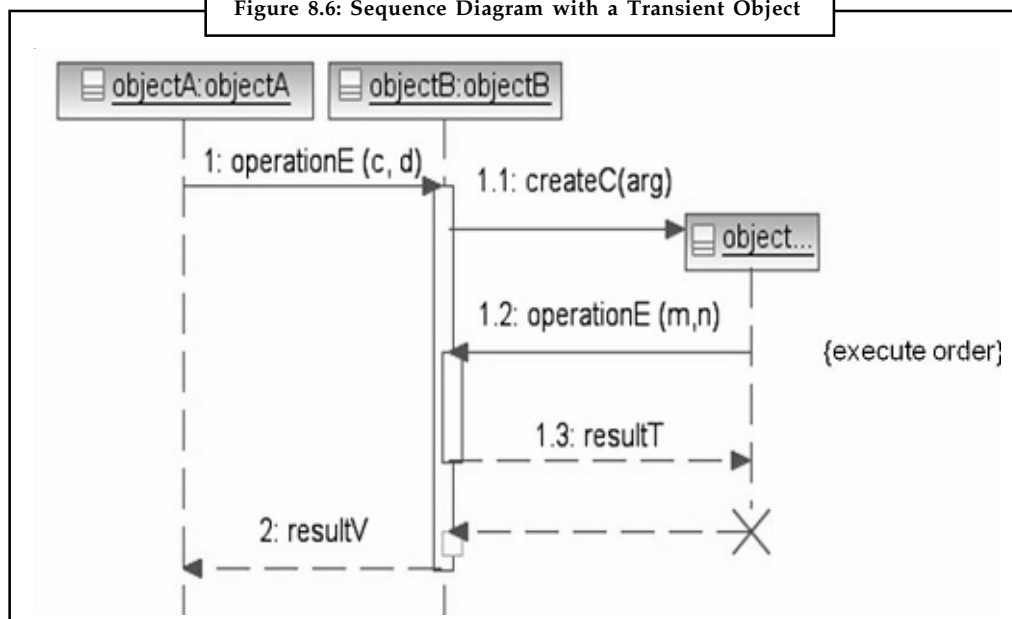 Figure 8.6: Sequence Diagram with a Transient Object
objectA:objectA
objectB:objectB
1: operationE (c, d)
1.1: createC(arg)
object...
1.2: operationE (m,n)
{execute order}
1.3: resultT
2: resultV